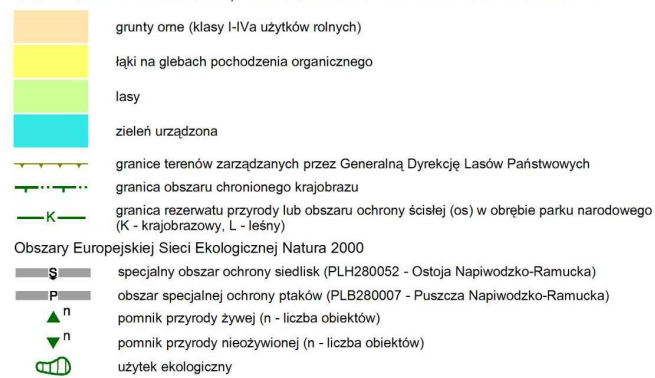 grunty orne (klasy I-IVa użytków rolnych)
łąki na glebach pochodzenia organicznego
lasy
zieleń urządzona
granice terenów zarządzanych przez Generalną Dyrekcję Lasów Państwowych
granica obszaru chronionego krajobrazu
K granica rezerwatu przyrody lub obszaru ochrony ścisłej (os) w obrębie parku narodowego
(K - krajobrazowy, L - leśny)
Obszary Europejskiej Sieci Ekologicznej Natura 2000
S specjalny obszar ochrony siedlisk (PLH280052 - Ostoja Napiwodzko-Ramucka)
P obszar specjalnej ochrony ptaków (PLB280007 - Puszcza Napiwodzko-Ramucka)
n pomnik przyrody żywej (n - liczba obiektów)
n pomnik przyrody nieożywionej (n - liczba obiektów)
użytek ekologiczny